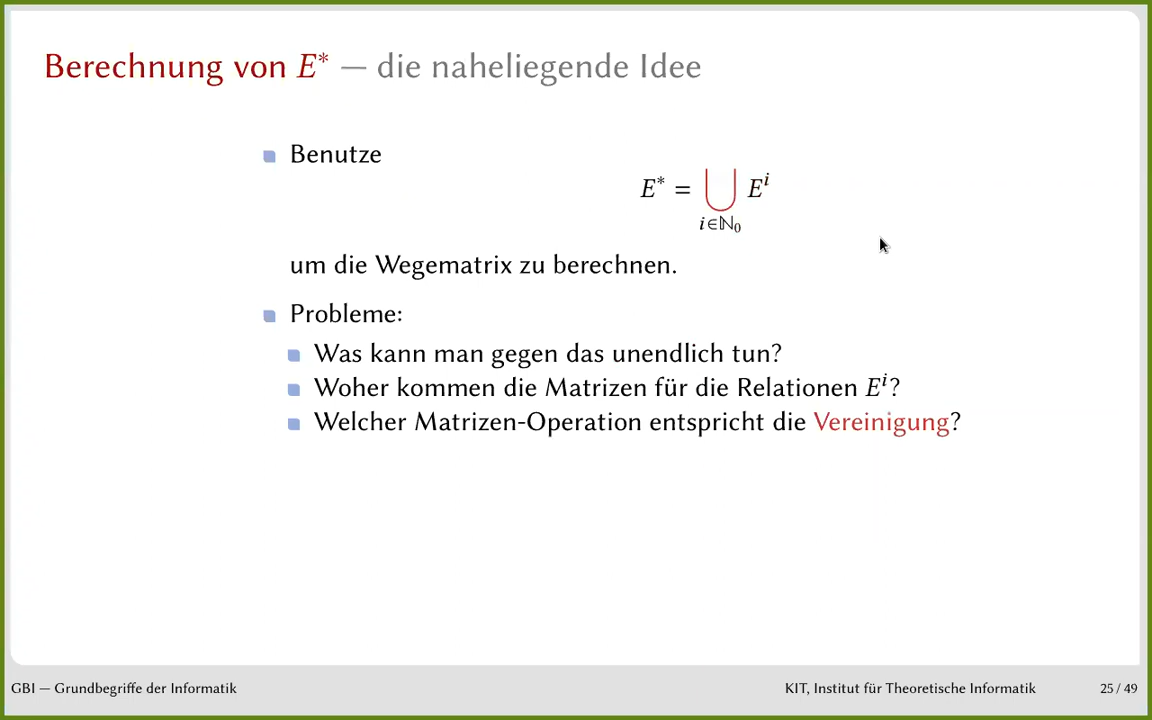 Berechnung von E* — die naheliegende Idee
Benutze
E* = ⋃ Eⁱ
i∈ℕ₀
um die Wegematrix zu berechnen.
Probleme:
Was kann man gegen das unendlich tun?
Woher kommen die Matrizen für die Relationen Eⁱ?
Welcher Matrizen-Operation entspricht die Vereinigung?
GBI — Grundbegriffe der Informatik
KIT, Institut für Theoretische Informatik
25 / 49